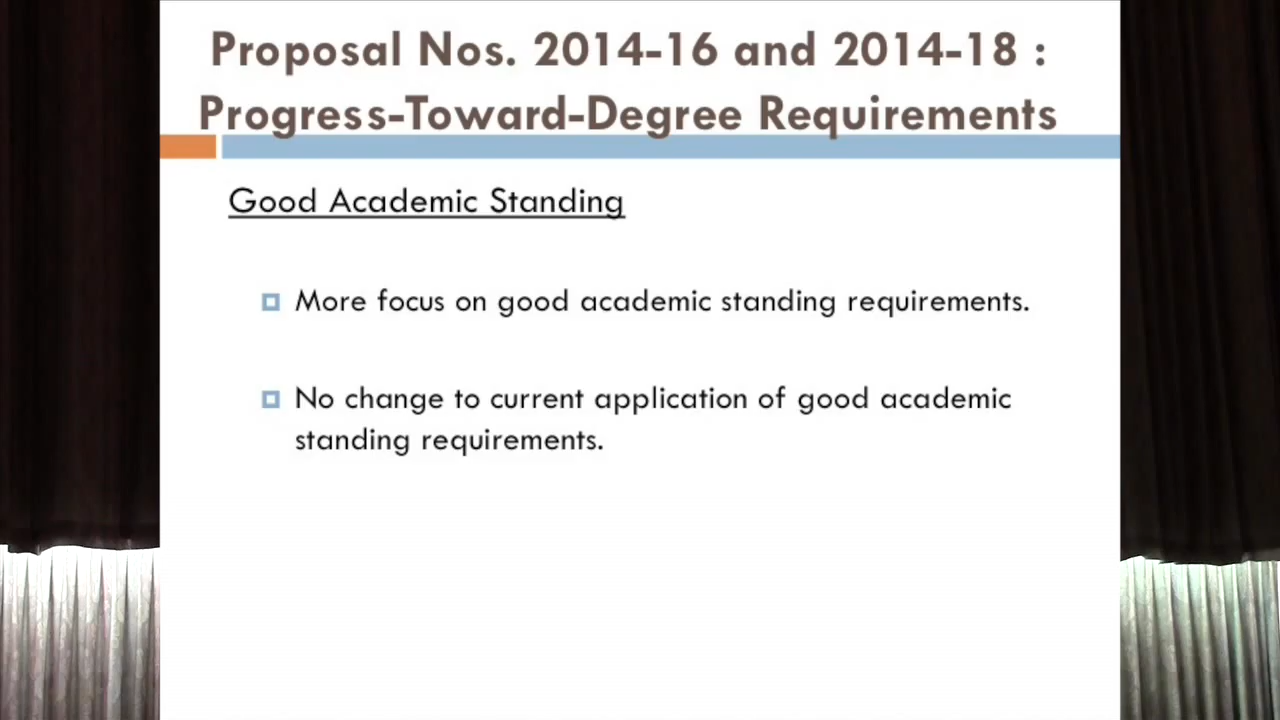 Proposal Nos. 2014-16 and 2014-18 :
Progress-Toward-Degree Requirements
Good Academic Standing
More focus on good academic standing requirements.
No change to current application of good academic
standing requirements.